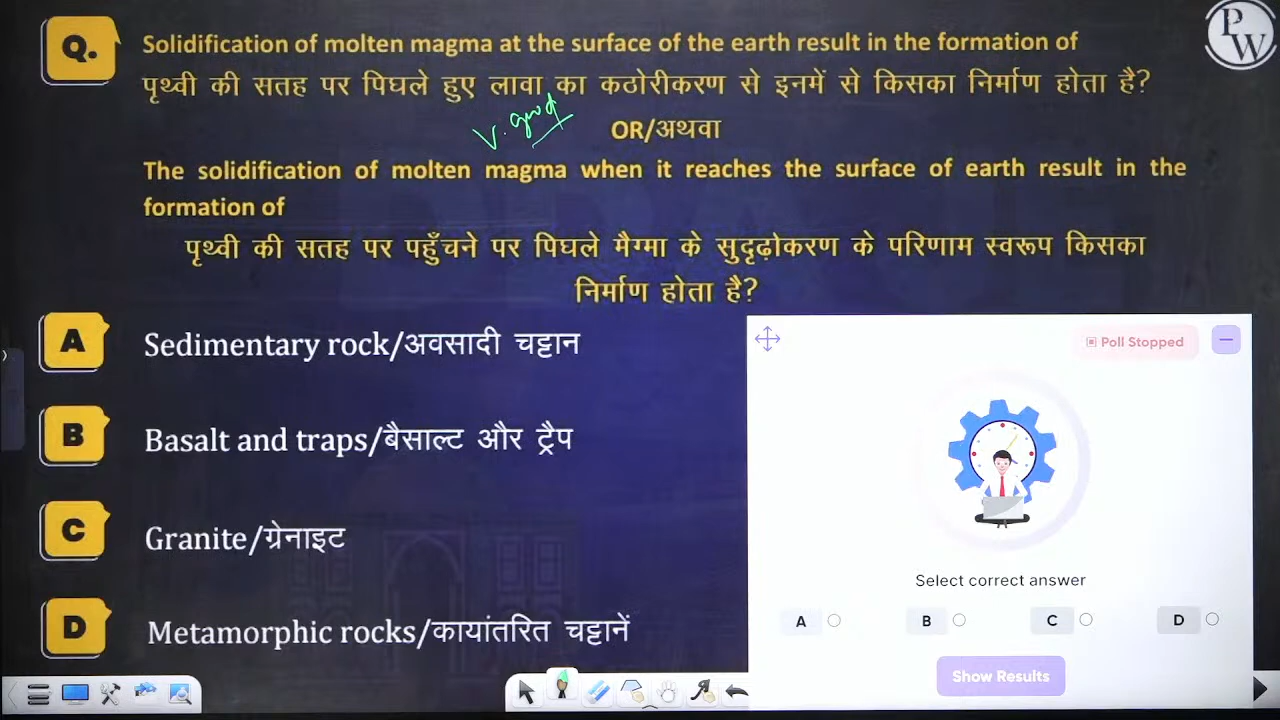 Q.
Solidification of molten magma at the surface of the earth result in the formation of
पृथ्वी की सतह पर पिघले हुए लावा का कठोरीकरण से इनमें से किसका निर्माण होता है?
V. good
OR/अथवा
The solidification of molten magma when it reaches the surface of earth result in the
formation of
पृथ्वी की सतह पर पहुँचने पर पिघले मैग्मा के सुदृढ़ोकरण के परिणाम स्वरूप किसका
निर्माण होता है?
A Sedimentary rock/अवसादी चट्टान
B Basalt and traps/बैसाल्ट और ट्रैप
C Granite/ग्रेनाइट
D Metamorphic rocks/कायांतरित चट्टानें
PW
Poll Stopped
Select correct answer
A B C D
Show Results